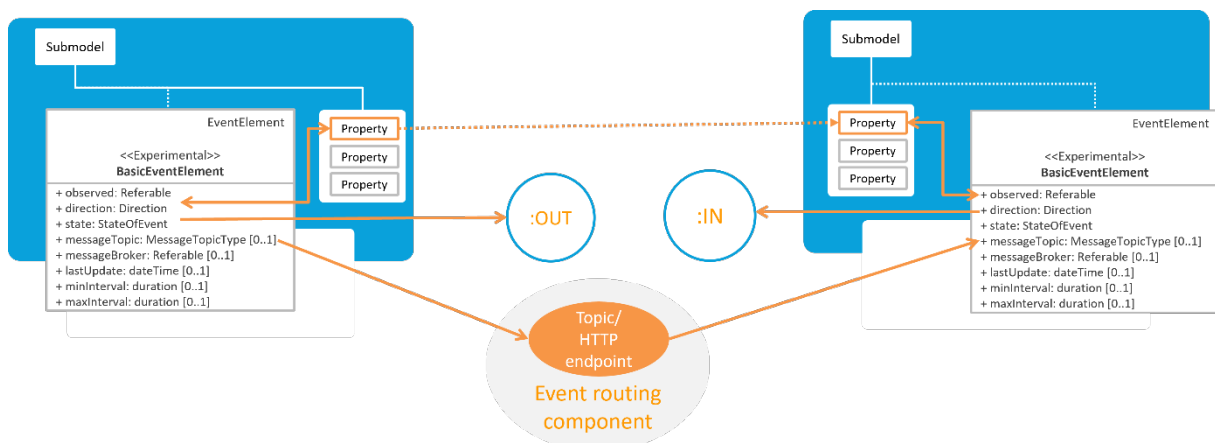 Submodel
EventElement
<<Experimental>>
BasicEventElement
+ observed: Referable
+ direction: Direction
+ state: StateOfEvent
+ messageTopic: MessageTopicType [0..1]
+ messageBroker: Referable [0..1]
+ lastUpdate: dateTime [0..1]
+ minInterval: duration [0..1]
+ maxInterval: duration [0..1]
Property
Property
Property
:OUT
:IN
Topic/
HTTP
endpoint
Event routing
component
Submodel
Property
Property
Property
EventElement
<<Experimental>>
BasicEventElement
+ observed: Referable
+ direction: Direction
+ state: StateOfEvent
+ messageTopic: MessageTopicType [0..1]
+ messageBroker: Referable [0..1]
+ lastUpdate: dateTime [0..1]
+ minInterval: duration [0..1]
+ maxInterval: duration [0..1]